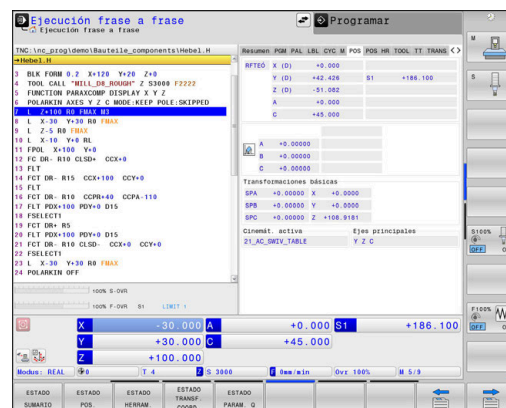 Ejecución frase a frase
Ejecución frase a frase
Programar
TNC:\nc_prog\demo\Bauteile_components\Hebel.H
→Hebel.H
3 BLK FORM 0.2 X+120 Y+20 Z+0
4 TOOL CALL "MILL_D8_ROUGH" Z S3000 F2222
5 FUNCTION PARAXCOMP DISPLAY X Y Z
6 POLARKIN AXES Y Z C MODE:KEEP POLE:SKIPPED
7 L Z+100 R0 FMAX M3
8 L X-30 Y+30 R0 FMAX
9 L Z-5 R0 FMAX
10 L X-10 Y+0 RL
11 FPOL X+100 Y+0
12 FC DR- R10 CLSD+ CCX+0
13 FLT
14 FCT DR- R15 CCX+100 CCY+0
15 FLT
16 FCT DR- R10 CCPR+40 CCPA-110
17 FLT PDX+100 PDY+0 D15
18 FSELECT1
19 FCT DR+ R5
20 FLT PDX+100 PDY+0 D15
21 FCT DR- R10 CLSD- CCX+0 CCY+0
22 FSELECT1
23 L X-30 Y+30 R0 FMAX
24 POLARKIN OFF
100% S-OVR
100% F-OVR S1 LIMIT 1
Resumen PGM PAL LBL CYC M POS POS HR TOOL TT TRANS
RFTEÓ X (D) +0.000
Y (D) +42.426 S1 +186.100
Z (D) -51.082
A +0.000
C +45.000
A +0.00000
B +0.00000
C +0.00000
Transformaciones básicas
SPA +0.00000 X +0.0000
SPB +0.00000 Y +0.0000
SPC +0.00000 Z +108.9181
Cinemát. activa Ejes principales
21_AC_SWIV_TABLE Y Z C
X -30.000 A +0.000 S1 +186.100
Y +30.000 C +45.000
Z +100.000
Modus: REAL 0 T 4 Z S 3000 F 0mm/min Ovr 100% M 5/9
ESTADO SUMARIO
ESTADO POS.
ESTADO HERRAM.
ESTADO TRANSF. COORD.
ESTADO PARAM. Q
M
S
S100%
OFF
F100%
OFF